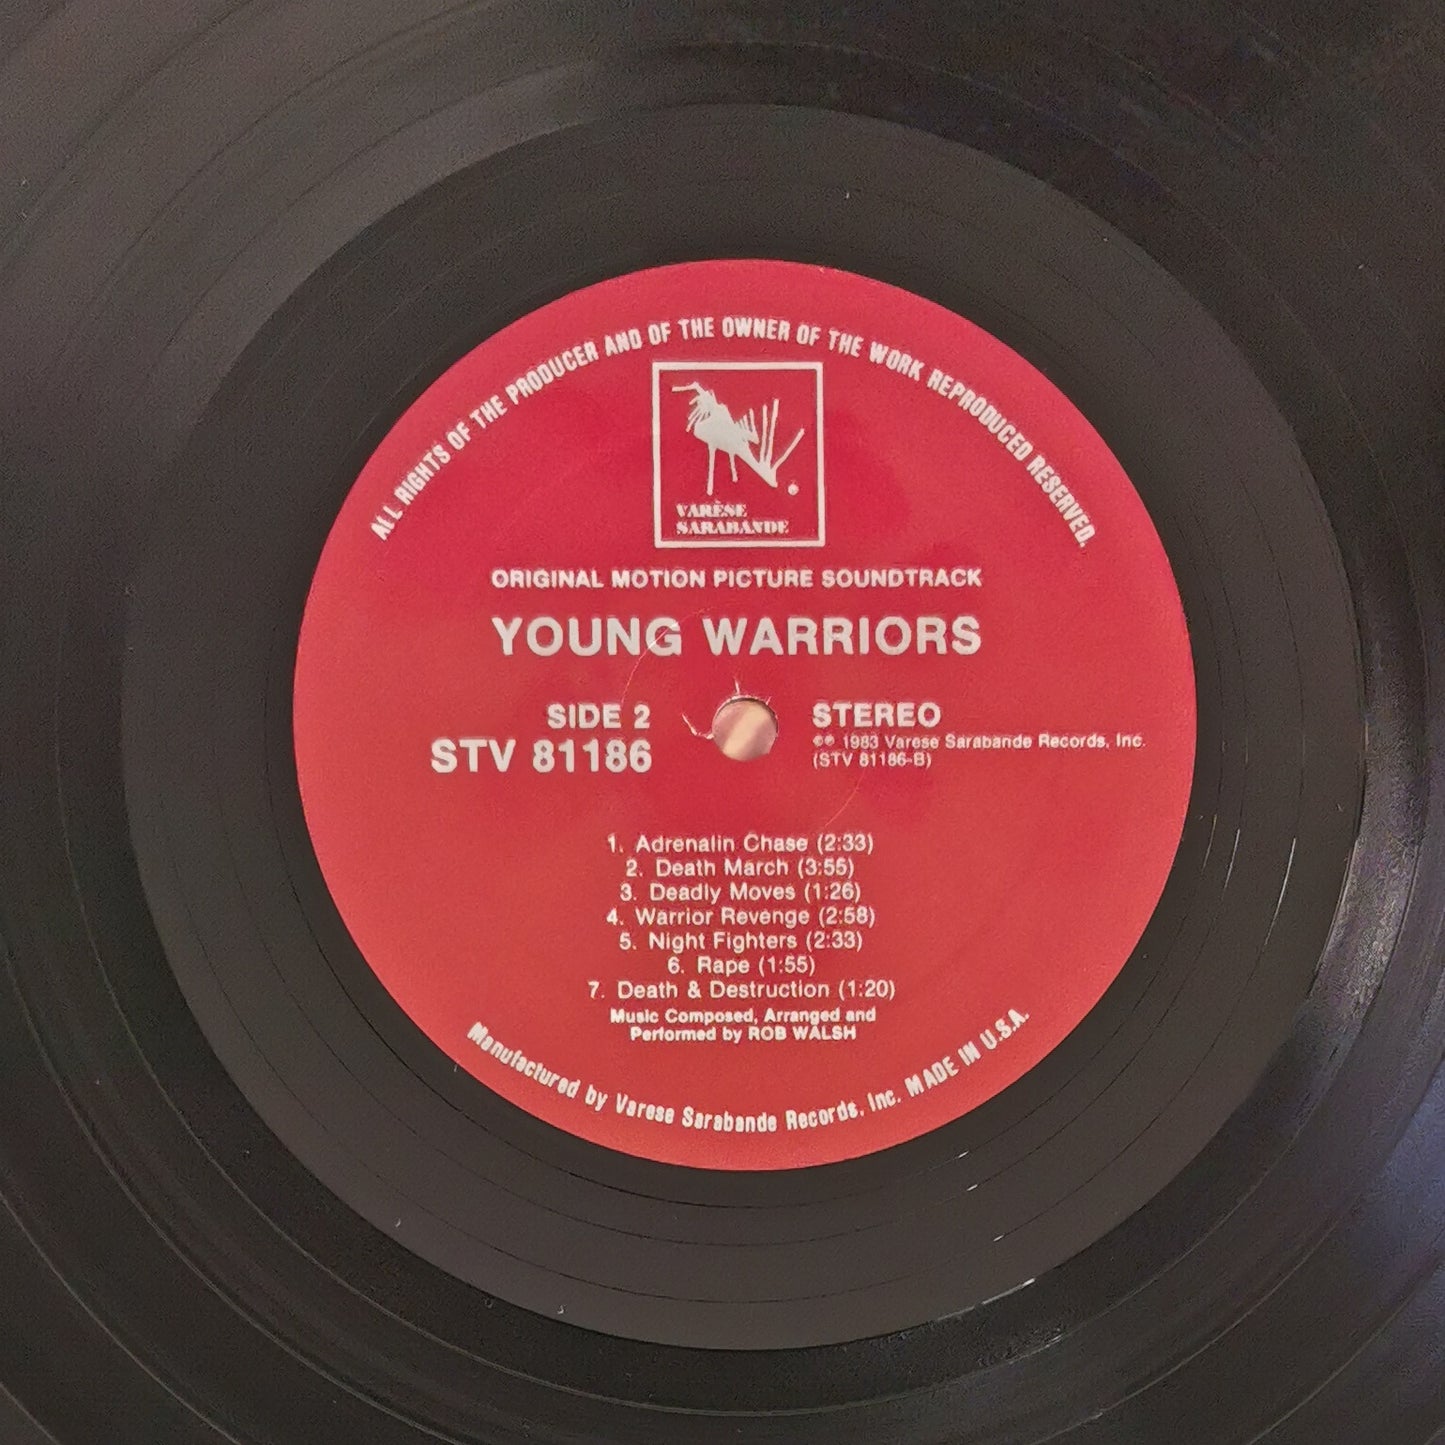 ALL RIGHTS OF THE PRODUCER AND OF THE OWNER OF THE WORK REPRODUCED RESERVED.
VARÈSE
SARABANDE
ORIGINAL MOTION PICTURE SOUNDTRACK
YOUNG WARRIORS
SIDE 2
STV 81186
STEREO
©℗ 1983 Varese Sarabande Records, Inc.
(STV 81186-B)
1. Adrenalin Chase (2:33)
2. Death March (3:55)
3. Deadly Moves (1:26)
4. Warrior Revenge (2:58)
5. Night Fighters (2:33)
6. Rape (1:55)
7. Death & Destruction (1:20)
Music Composed, Arranged and
Performed by ROB WALSH
Manufactured by Varese Sarabande Records, Inc. MADE IN U.S.A.